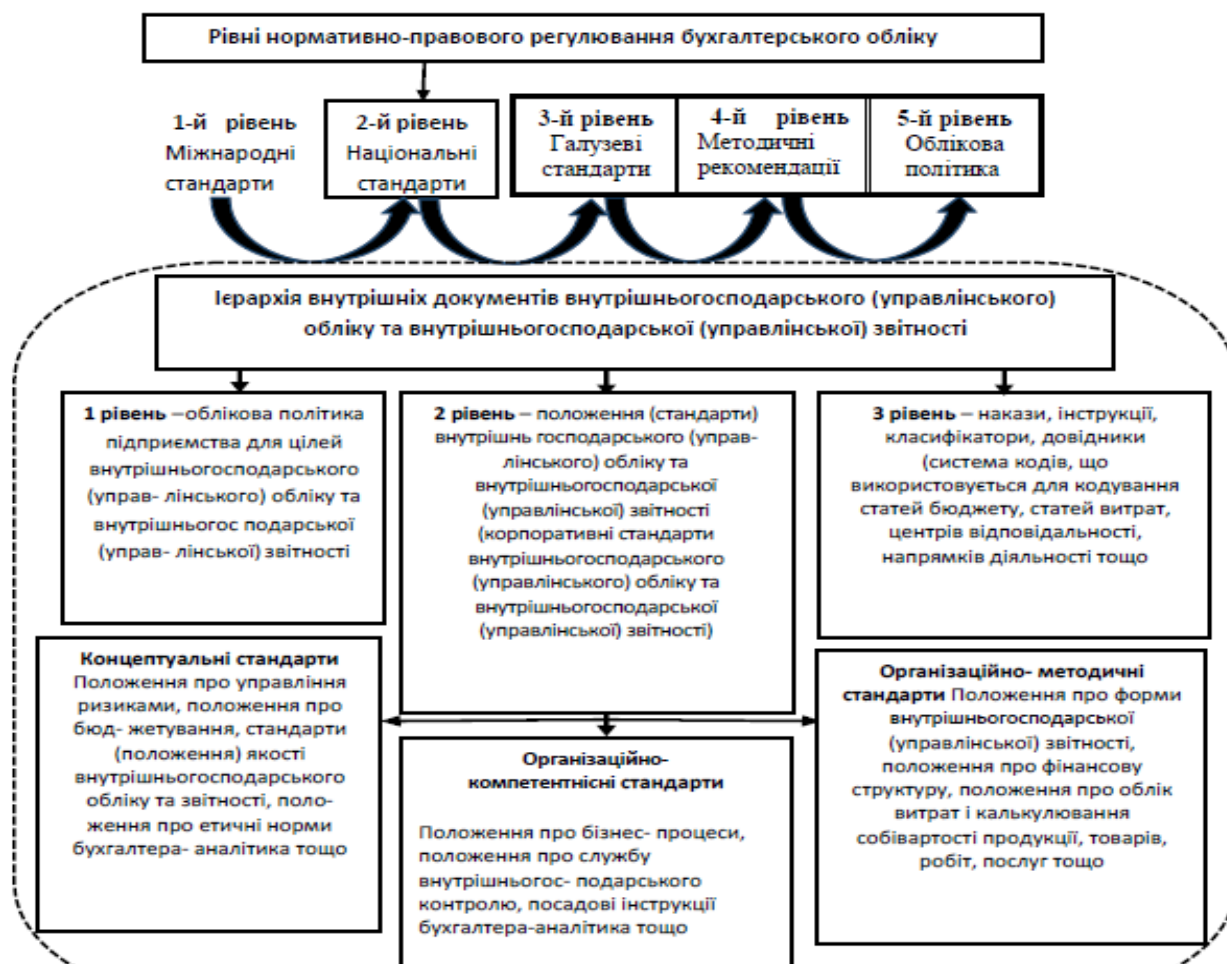 Рівні нормативно-правового регулювання бухгалтерського обліку
1-й рівень
Міжнародні
стандарти
2-й рівень
Національні
стандарти
3-й рівень
Галузеві
стандарти
4-й рівень
Методичні
рекомендації
5-й рівень
Облікова
політика
Ієрархія внутрішніх документів внутрішньогосподарського (управлінського)
обліку та внутрішньогосподарської (управлінської) звітності
1 рівень –облікова політика
підприємства для цілей
внутрішньогосподарського
(управ- лінського) обліку та
внутрішньогос подарської
(управ- лінської) звітності
2 рівень – положення (стандарти)
внутрішнь господарського (управ-
лінського) обліку та
внутрішньогосподарської
(управлінської) звітності
(корпоративні стандарти
внутрішньогосподарського
(управлінського) обліку та
внутрішньогосподарської
(управлінської) звітності)
3 рівень – накази, інструкції,
класифікатори, довідники
(система кодів, що
використовується для кодування
статей бюджету, статей витрат,
центрів відповідальності,
напрямків діяльності тощо
Концептуальні стандарти
Положення про управління
ризиками, положення про
бюд- жетування, стандарти
(положення) якості
внутрішньогосподарського
обліку та звітності, поло-
ження про етичні норми
бухгалтера- аналітика тощо
Організаційно-
компетентнісні стандарти
Положення про бізнес- процеси,
положення про службу
внутрішньогос- подарського
контролю, посадові інструкції
бухгалтера-аналітика тощо
Організаційно- методичні
стандарти Положення про форми
внутрішньогосподарської
(управлінської) звітності,
положення про фінансову
структуру, положення про облік
витрат і калькулювання
собівартості продукції, товарів,
робіт, послуг тощо